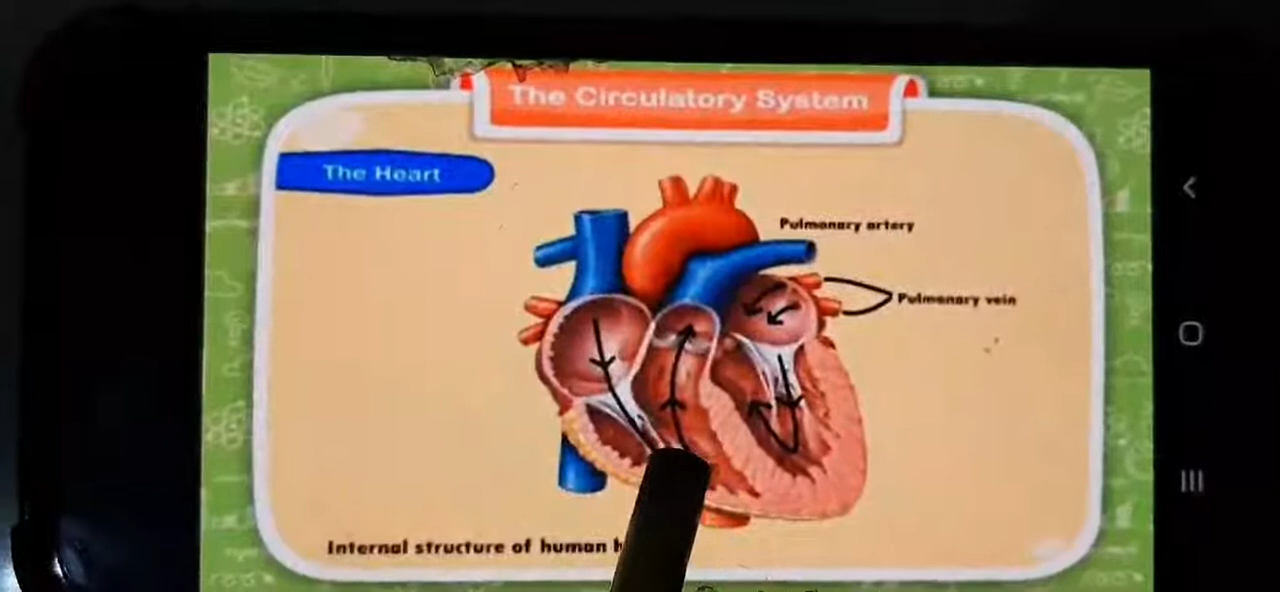 The Circulatory System
The Heart
Pulmonary artery
Pulmonary vein
Internal structure of human